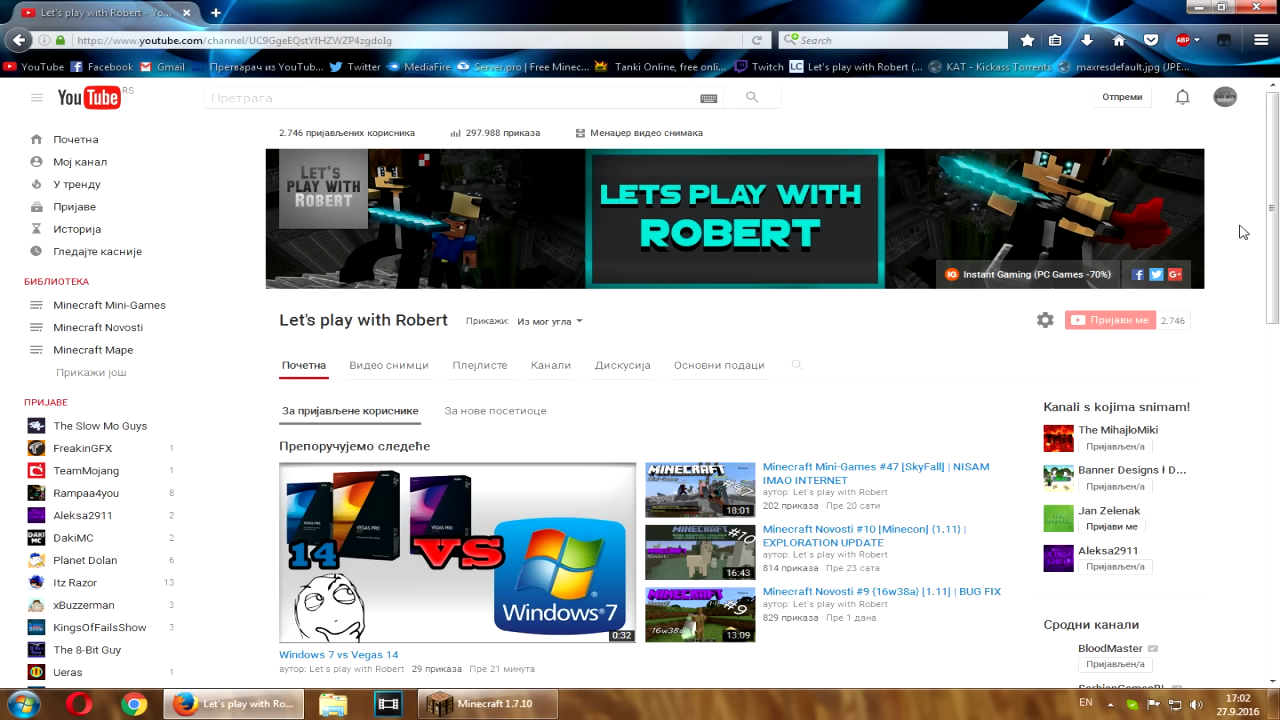 Let's play with Robert - Yo...
https://www.youtube.com/channel/UC9GgeEQstYfHZWZP4zgdoIg
Search
ABP
YouTube Facebook Gmail Претварач из YouTub... Twitter MediaFire Server.pro | Free Minec... Tanki Online, free onli... Twitch LC Let's play with Robert (... KAT - Kickass Torrents maxresdefault.jpg (JPE...
YouTube RS
Претрага
Отпреми
Почетна
Мој канал
У тренду
Пријаве
Историја
Гледајте касније
БИБЛИОТЕКА
Minecraft Mini-Games
Minecraft Novosti
Minecraft Mape
Прикажи још
ПРИЈАВЕ
The Slow Mo Guys
FreakinGFX 1
TeamMojang 1
Rampaa4you 8
Aleksa2911 2
DakiMC 2
Planet Dolan 6
Itz Razor 13
xBuzzerman 3
KingsOfFailsShow 3
The 8-Bit Guy
Ueras 1
2.746 пријављених корисника 297.988 приказа Менаџер видео снимака
LET'S
PLAY WITH
ROBERT
LETS PLAY WITH
ROBERT
IG Instant Gaming (PC Games -70%)
Let's play with Robert Прикажи: Из мог угла
Пријави ме 2.746
Почетна Видео снимци Плејлисте Канали Дискусија Основни подаци
За пријављене кориснике За нове посетиоце
Препоручујемо следеће
VEGAS PRO
14 VS
Windows 7
0:32
Windows 7 vs Vegas 14
аутор: Let's play with Robert 29 приказа Пре 21 минута
MINECRAFT
18:01
Minecraft Mini-Games #47 [SkyFall] | NISAM
IMAO INTERNET
аутор: Let's play with Robert
202 приказа Пре 20 сати
MINECRAFT
#10
16:43
Minecraft Novosti #10 [Minecon] {1.11} |
EXPLORATION UPDATE
аутор: Let's play with Robert
814 приказа Пре 23 сата
MINECRAFT
#9
16w38a
13:09
Minecraft Novosti #9 {16w38a} [1.11] | BUG FIX
аутор: Let's play with Robert
829 приказа Пре 1 дана
Kanali s kojima snimam!
The MihajloMiki
Пријављен/а
Banner Designs ł D...
Пријављен/а
Jan Zelenak
Пријави ме
Aleksa2911
Пријављен/а
Сродни канали
BloodMaster
Пријављен/а
Let's play with Ro...
Minecraft 1.7.10
EN
17:02
27.9.2016